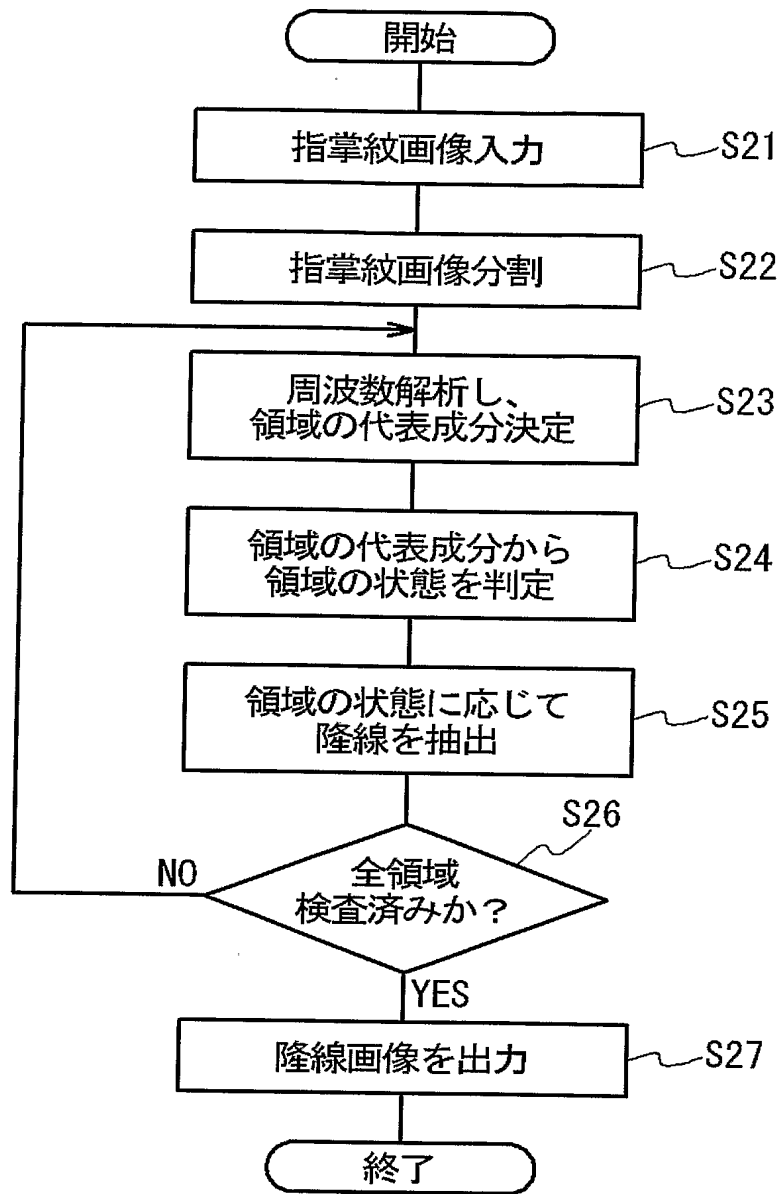 開始
指掌紋画像入力
S21
指掌紋画像分割
S22
周波数解析し、
領域の代表成分決定
S23
領域の代表成分から
領域の状態を判定
S24
領域の状態に応じて
隆線を抽出
S25
S26
全領域
検査済みか？
NO
YES
隆線画像を出力
S27
終了